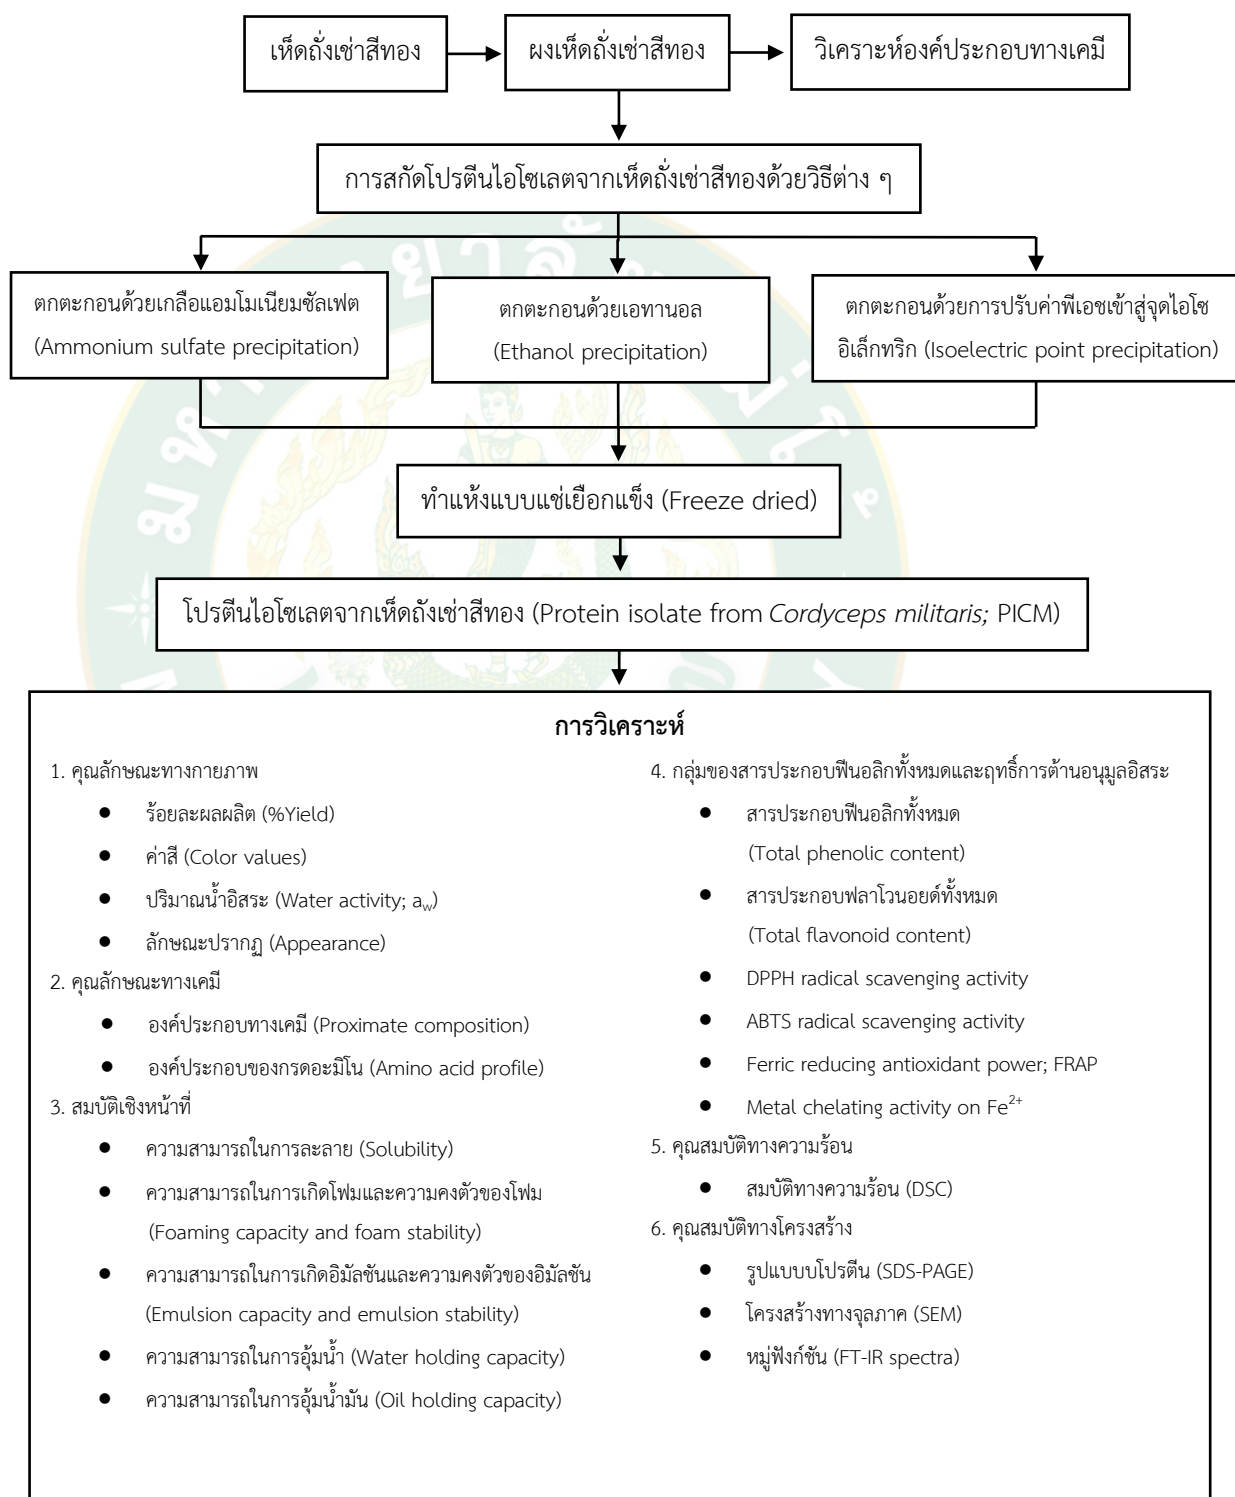 เห็ดถั่งเช่าสีทอง
ผงเห็ดถั่งเช่าสีทอง
วิเคราะห์องค์ประกอบทางเคมี
การสกัดโปรตีนไอโซเลตจากเห็ดถั่งเช่าสีทองด้วยวิธีต่าง ๆ
ตกตะกอนด้วยเกลือแอมโมเนียมซัลเฟต
(Ammonium sulfate precipitation)
ตกตะกอนด้วยเอทานอล
(Ethanol precipitation)
ตกตะกอนด้วยการปรับค่าพีเอชเข้าสู่จุดไอโซ
อิเล็กทริก (Isoelectric point precipitation)
ทำแห้งแบบแช่เยือกแข็ง (Freeze dried)
โปรตีนไอโซเลตจากเห็ดถังเช่าสีทอง (Protein isolate from Cordyceps militaris; PICM)
การวิเคราะห์
1. คุณลักษณะทางกายภาพ
● ร้อยละผลผลิต (%Yield)
● ค่าสี (Color values)
● ปริมาณน้ำอิสระ (Water activity; aw)
● ลักษณะปรากฏ (Appearance)
2. คุณลักษณะทางเคมี
● องค์ประกอบทางเคมี (Proximate composition)
● องค์ประกอบของกรดอะมิโน (Amino acid profile)
3. สมบัติเชิงหน้าที่
● ความสามารถในการละลาย (Solubility)
● ความสามารถในการเกิดโฟมและความคงตัวของโฟม
(Foaming capacity and foam stability)
● ความสามารถในการเกิดอิมัลชันและความคงตัวของอิมัลชัน
(Emulsion capacity and emulsion stability)
● ความสามารถในการอุ้มน้ำ (Water holding capacity)
● ความสามารถในการอุ้มน้ำมัน (Oil holding capacity)
4. กลุ่มของสารประกอบฟีนอลิกทั้งหมดและฤทธิ์การต้านอนุมูลอิสระ
● สารประกอบฟีนอลิกทั้งหมด
(Total phenolic content)
● สารประกอบฟลาโวนอยด์ทั้งหมด
(Total flavonoid content)
● DPPH radical scavenging activity
● ABTS radical scavenging activity
● Ferric reducing antioxidant power; FRAP
● Metal chelating activity on Fe²⁺
5. คุณสมบัติทางความร้อน
● สมบัติทางความร้อน (DSC)
6. คุณสมบัติทางโครงสร้าง
● รูปแบบบโปรตีน (SDS-PAGE)
● โครงสร้างทางจุลภาค (SEM)
● หมู่ฟังก์ชัน (FT-IR spectra)